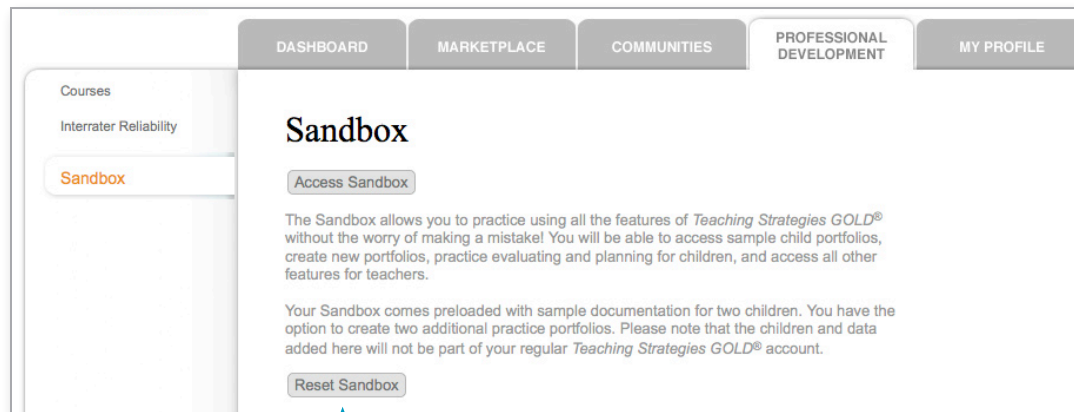 DASHBOARD
MARKETPLACE
COMMUNITIES
PROFESSIONAL
DEVELOPMENT
MY PROFILE
Courses
Interrater Reliability
Sandbox
Sandbox
Access Sandbox
The Sandbox allows you to practice using all the features of Teaching Strategies GOLD®
without the worry of making a mistake! You will be able to access sample child portfolios,
create new portfolios, practice evaluating and planning for children, and access all other
features for teachers.
Your Sandbox comes preloaded with sample documentation for two children. You have the
option to create two additional practice portfolios. Please note that the children and data
added here will not be part of your regular Teaching Strategies GOLD® account.
Reset Sandbox